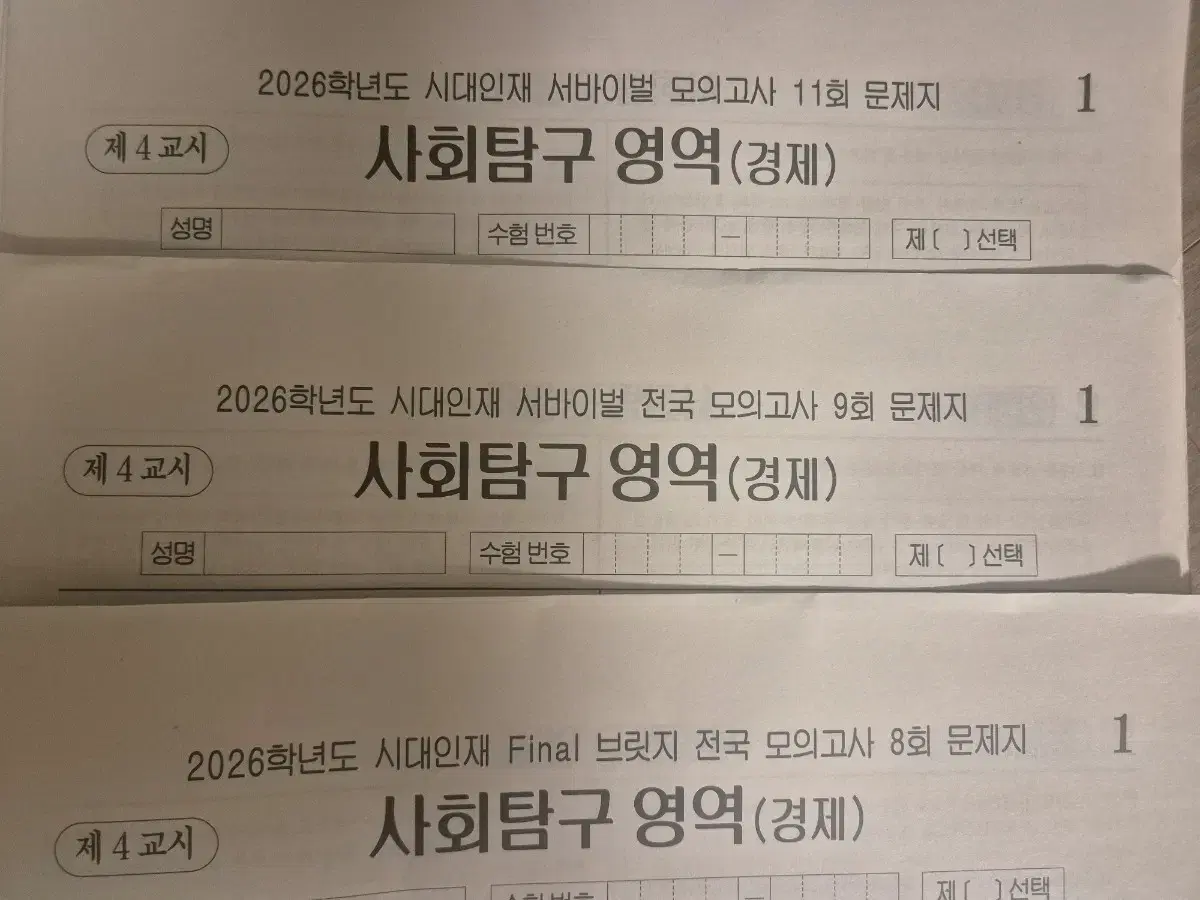 2026학년도 시대인재 서바이벌 모의고사 11회 문제지 1
제 4 교시 사회탐구 영역(경제)
성명 수험 번호 － 제 ( ) 선택
2026학년도 시대인재 서바이벌 전국 모의고사 9회 문제지 1
제 4 교시 사회탐구 영역(경제)
성명 수험 번호 － 제 ( ) 선택
2026학년도 시대인재 Final 브릿지 전국 모의고사 8회 문제지 1
제 4 교시 사회탐구 영역(경제)
수험 번호 － 제 ( ) 선택